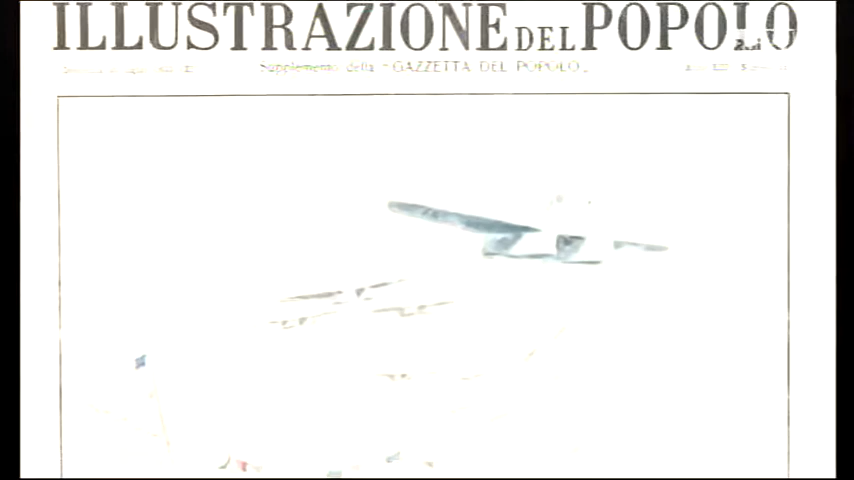 ILLUSTRAZIONE DEL POPOLO
Supplemento della "GAZZETTA DEL POPOLO"